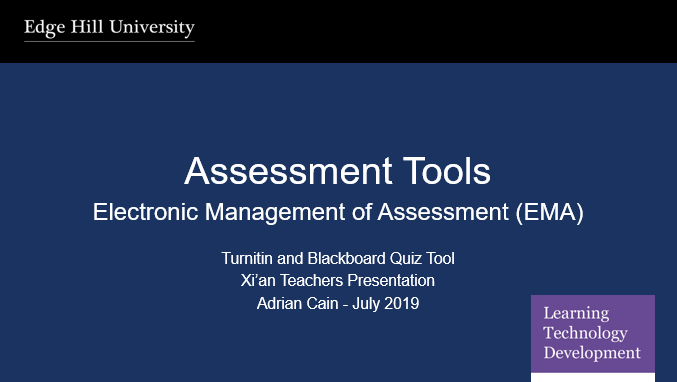 Edge Hill University
Assessment Tools
Electronic Management of Assessment (EMA)
Turnitin and Blackboard Quiz Tool
Xi’an Teachers Presentation
Adrian Cain - July 2019
Learning
Technology
Development